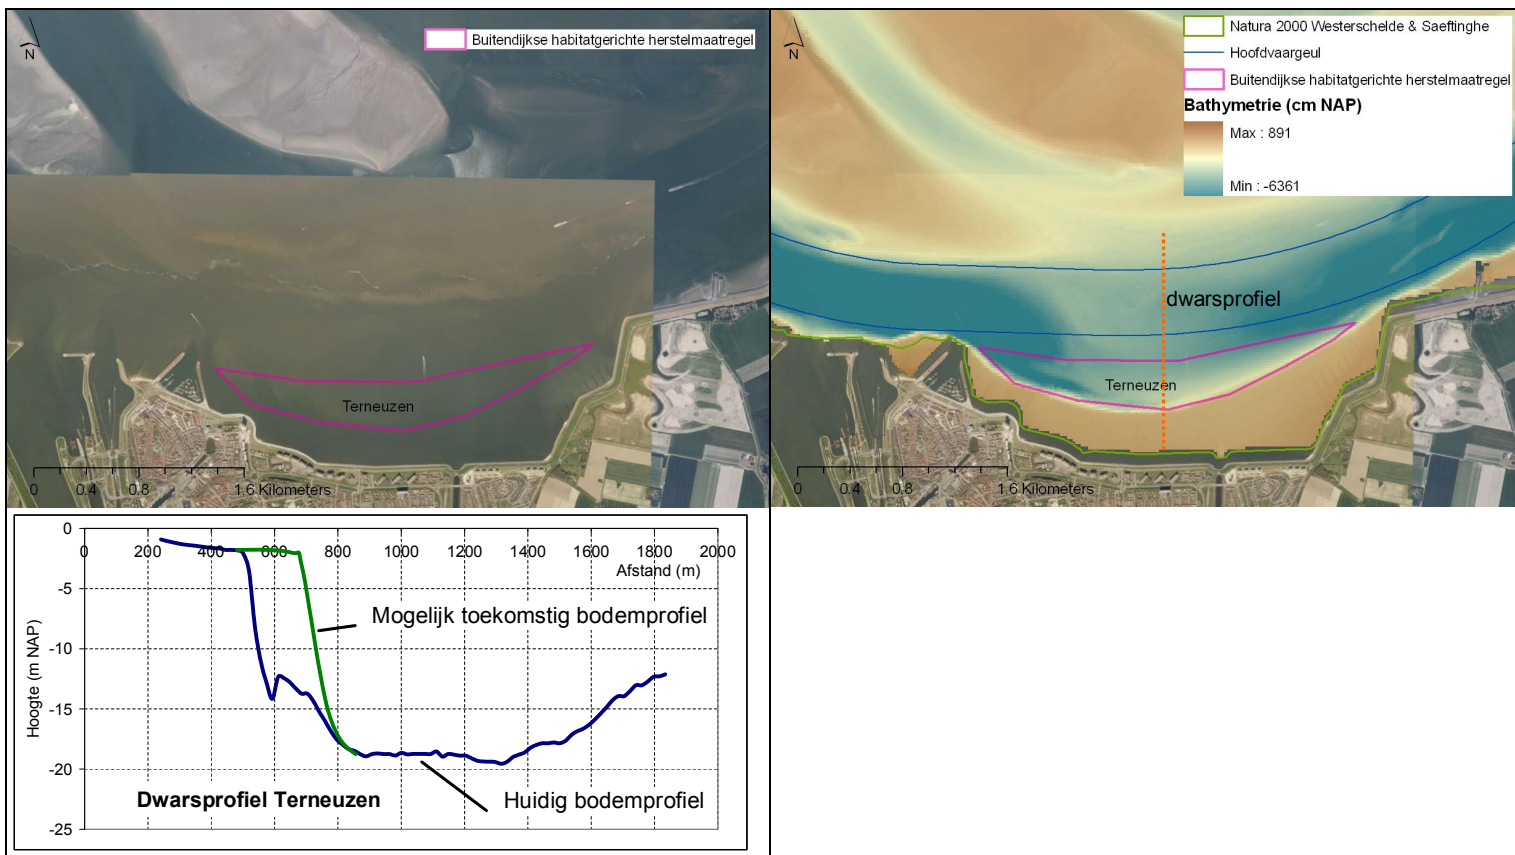 N
Buitendijkse habitatgerichte herstelmaatregel
Terneuzen
0 0.4 0.8 1.6 Kilometers
N
Natura 2000 Westerschelde & Saeftinghe
Hoofdvaargeul
Buitendijkse habitatgerichte herstelmaatregel
Bathymetrie (cm NAP)
Max : 891
Min : -6361
dwarsprofiel
Terneuzen
0 0.4 0.8 1.6 Kilometers
0
0 200 400 600 800 1000 1200 1400 1600 1800 2000
Afstand (m)
-5
Mogelijk toekomstig bodemprofiel
-10
Hoogte (m NAP)
-15
-20
Dwarsprofiel Terneuzen
Huidig bodemprofiel
-25